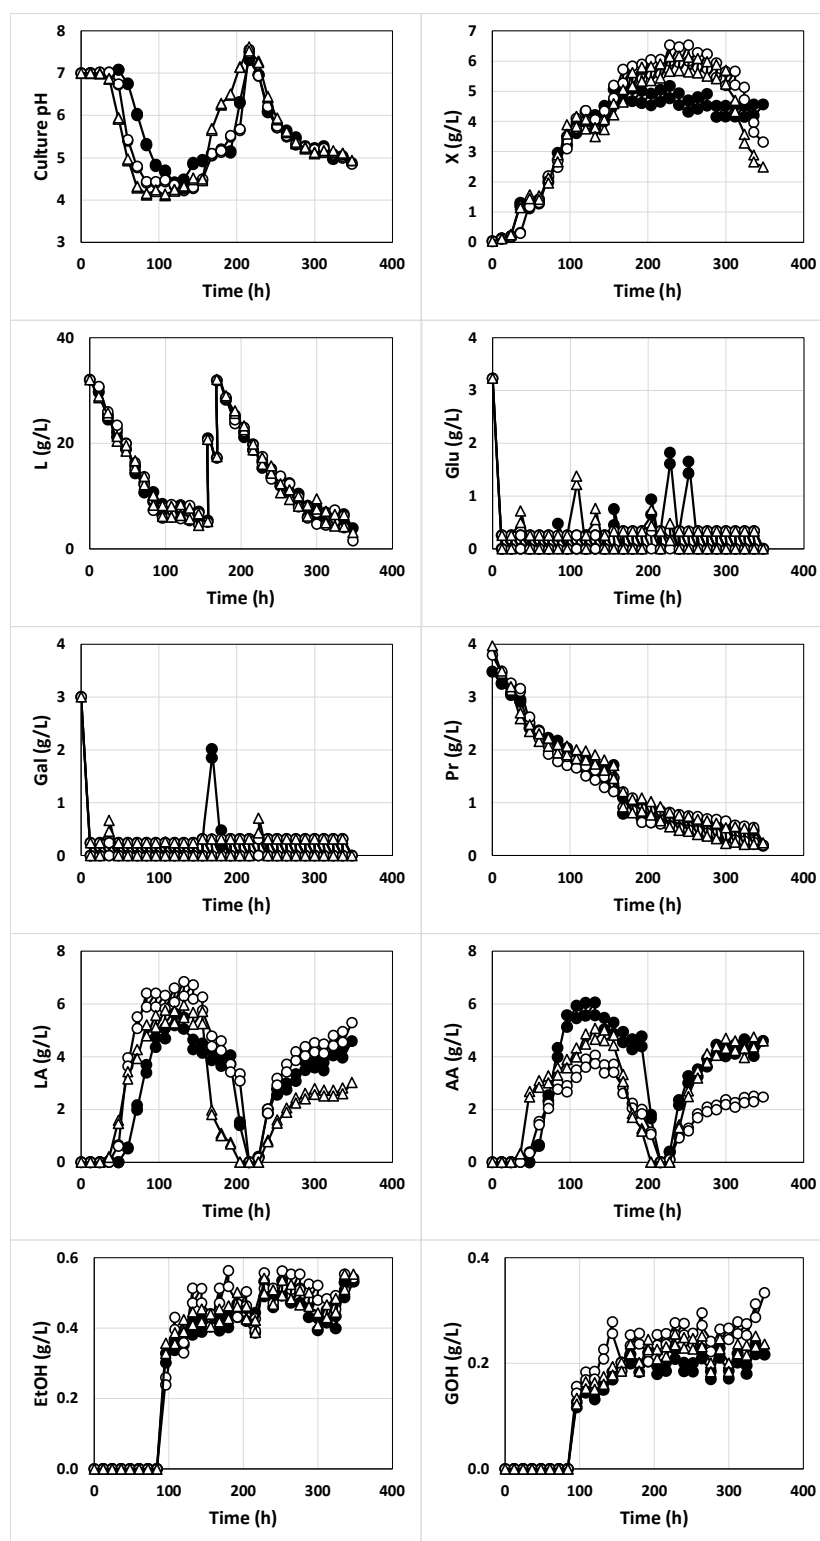 Culture pH
8
7
6
5
4
3
0 100 200 300 400
Time (h)
X (g/L)
7
6
5
4
3
2
1
0
0 100 200 300 400
Time (h)
L (g/L)
40
20
0
0 100 200 300 400
Time (h)
Glu (g/L)
4
3
2
1
0
0 100 200 300 400
Time (h)
Gal (g/L)
4
3
2
1
0
0 100 200 300 400
Time (h)
Pr (g/L)
4
3
2
1
0
0 100 200 300 400
Time (h)
LA (g/L)
8
6
4
2
0
0 100 200 300 400
Time (h)
AA (g/L)
8
6
4
2
0
0 100 200 300 400
Time (h)
EtOH (g/L)
0.6
0.4
0.2
0.0
0 100 200 300 400
Time (h)
GOH (g/L)
0.4
0.2
0.0
0 100 200 300 400
Time (h)